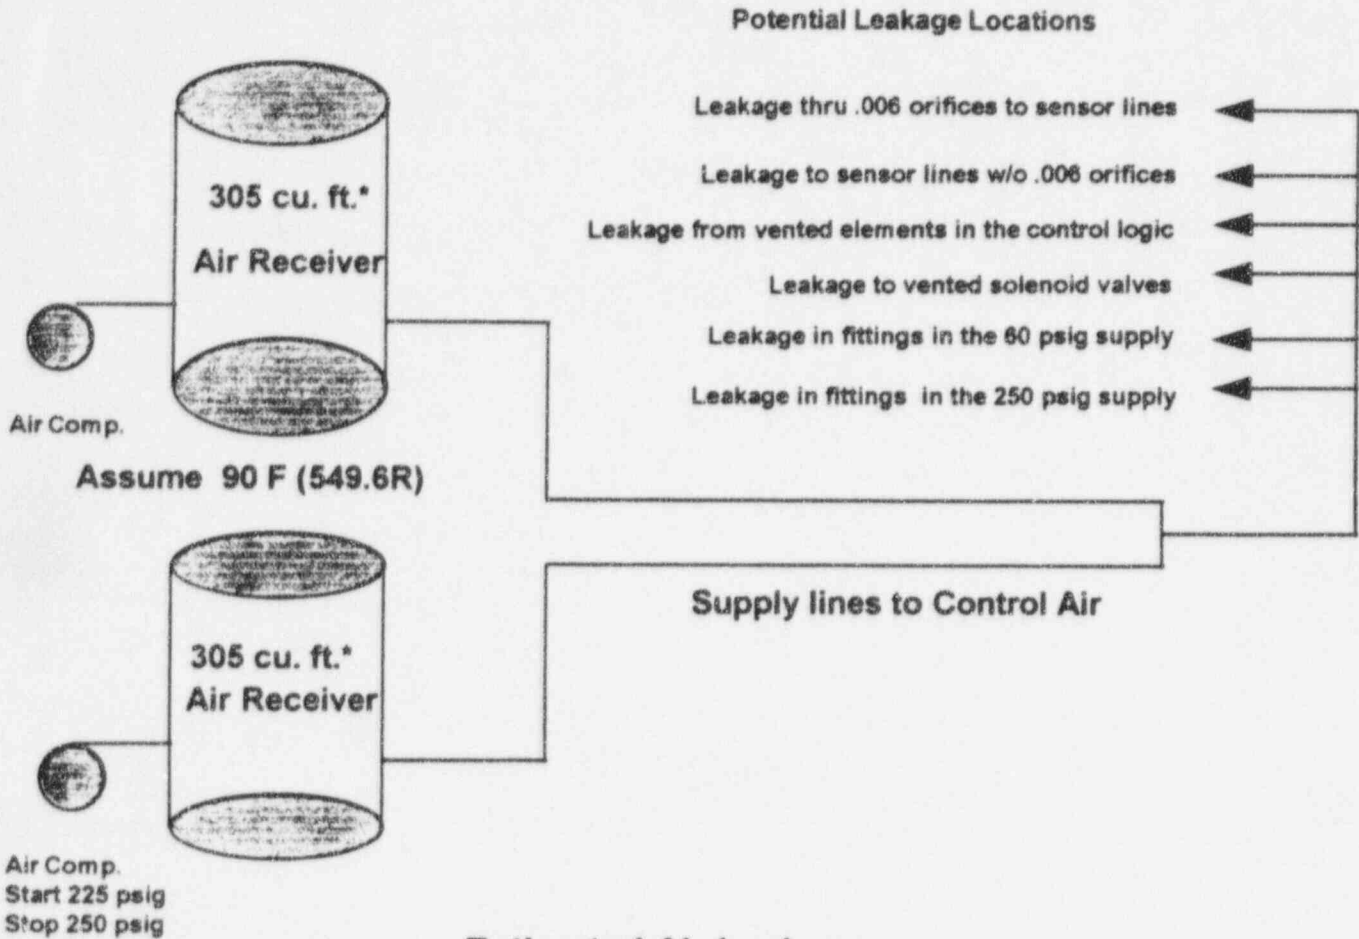 Potential Leakage Locations
Leakage thru .006 orifices to sensor lines
Leakage to sensor lines w/o .006 orifices
Leakage from vented elements in the control logic
Leakage to vented solenoid valves
Leakage in fittings in the 60 psig supply
Leakage in fittings in the 250 psig supply
305 cu. ft.*
Air Receiver
Air Comp.
Assume 90 F (549.6R)
Supply lines to Control Air
305 cu. ft.*
Air Receiver
Air Comp.
Start 225 psig
Stop 250 psig